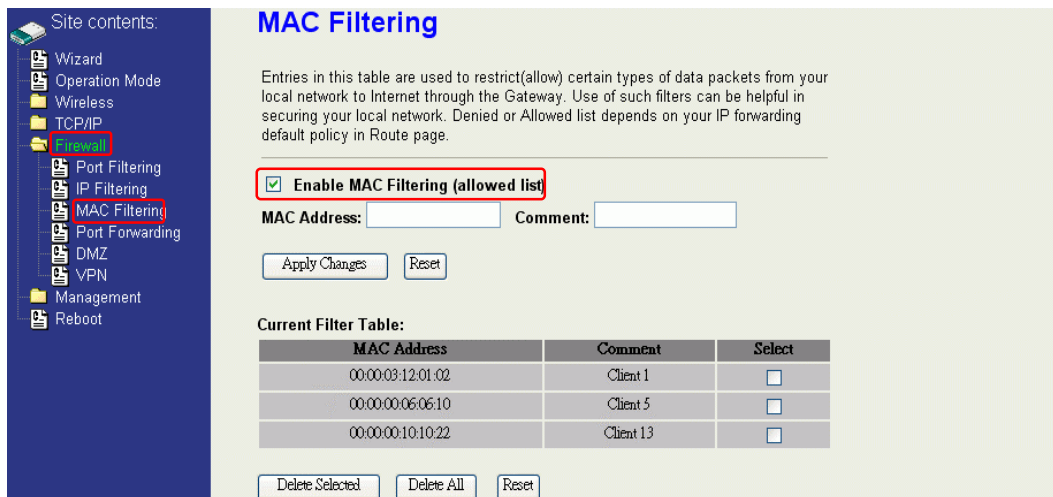 Site contents:
Wizard
Operation Mode
Wireless
TCP/IP
Firewall
Port Filtering
IP Filtering
MAC Filtering
Port Forwarding
DMZ
VPN
Management
Reboot
MAC Filtering
Entries in this table are used to restrict(allow) certain types of data packets from your
local network to Internet through the Gateway. Use of such filters can be helpful in
securing your local network. Denied or Allowed list depends on your IP forwarding
default policy in Route page.
Enable MAC Filtering (allowed list)
MAC Address: Comment:
Apply Changes Reset
Current Filter Table:
MAC Address Comment Select
00:00:03:12:01:02 Client 1
00:00:00:06:06:10 Client 5
00:00:00:10:10:22 Client 13
Delete Selected Delete All Reset